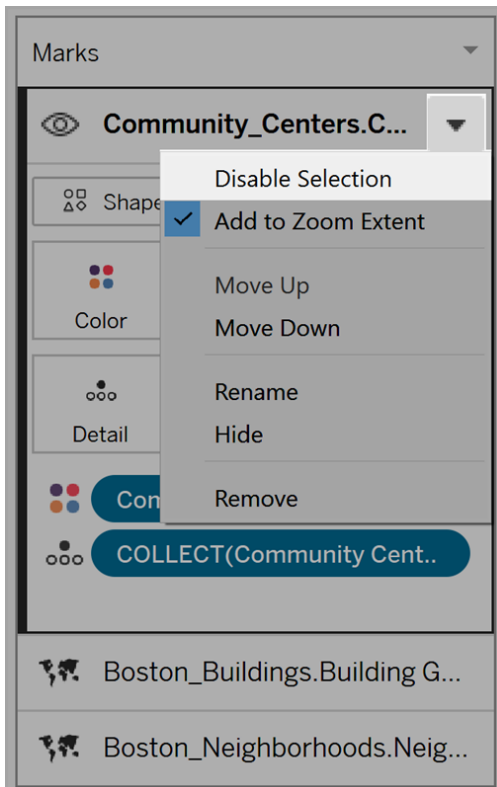 Marks
Community_Centers.C...
Disable Selection
Shape
Add to Zoom Extent
Color
Move Up
Move Down
Detail
Rename
Hide
Com
Remove
COLLECT(Community Cent..
Boston_Buildings.Building G...
Boston_Neighborhoods.Neig...